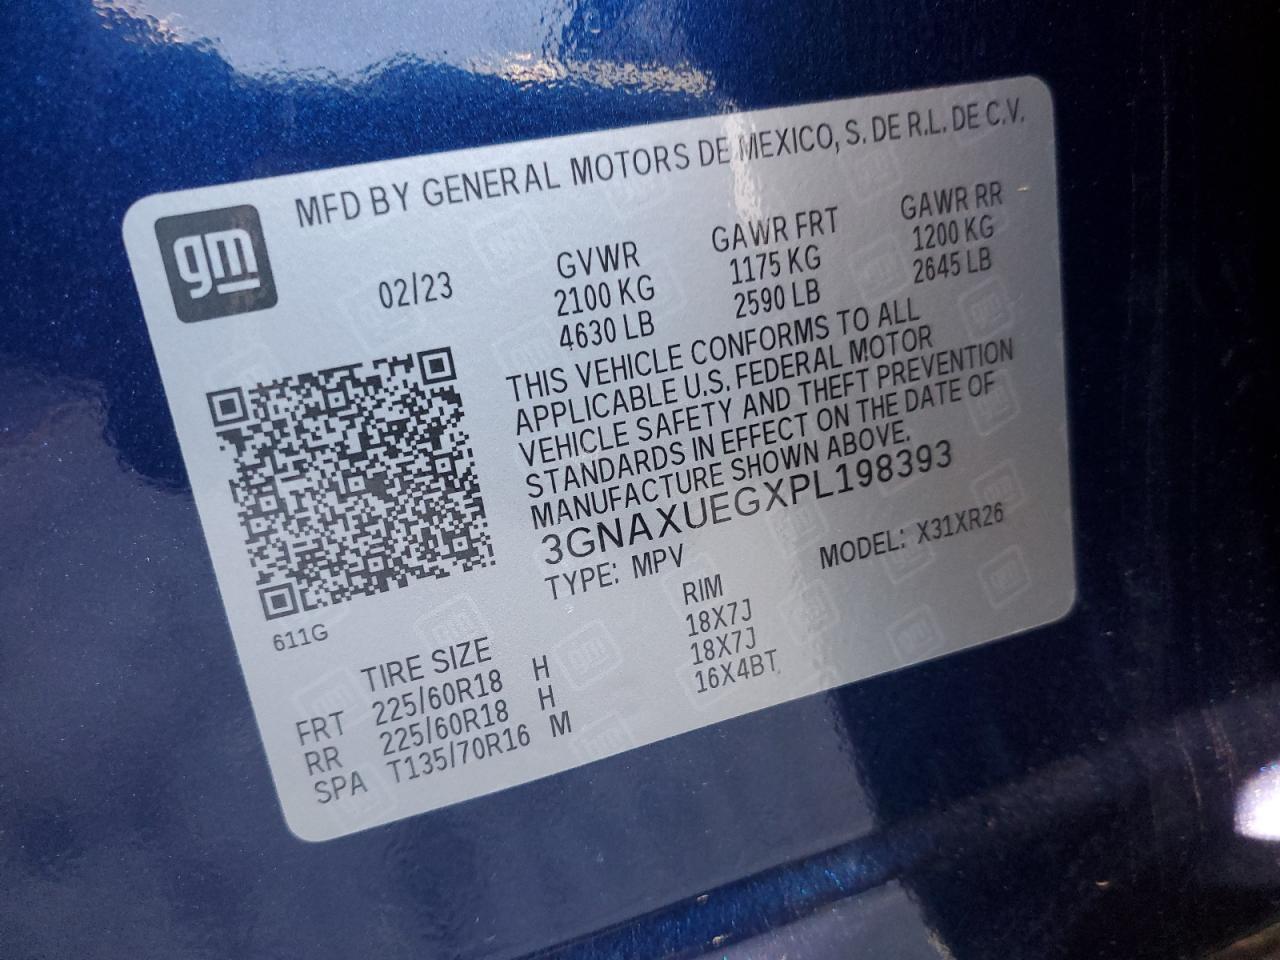 MFD BY GENERAL MOTORS DE MEXICO, S. DE R.L. DE C.V.
gm
02/23
GVWR
2100 KG
4630 LB
GAWR FRT
1175 KG
2590 LB
GAWR RR
1200 KG
2645 LB
THIS VEHICLE CONFORMS TO ALL
APPLICABLE U.S. FEDERAL MOTOR
VEHICLE SAFETY AND THEFT PREVENTION
STANDARDS IN EFFECT ON THE DATE OF
MANUFACTURE SHOWN ABOVE.
3GNAXUEGXPL198393
TYPE: MPV MODEL: X31XR26
611G
TIRE SIZE RIM
FRT 225/60R18 H 18X7J
RR 225/60R18 H 18X7J
SPA T135/70R16 M 16X4BT